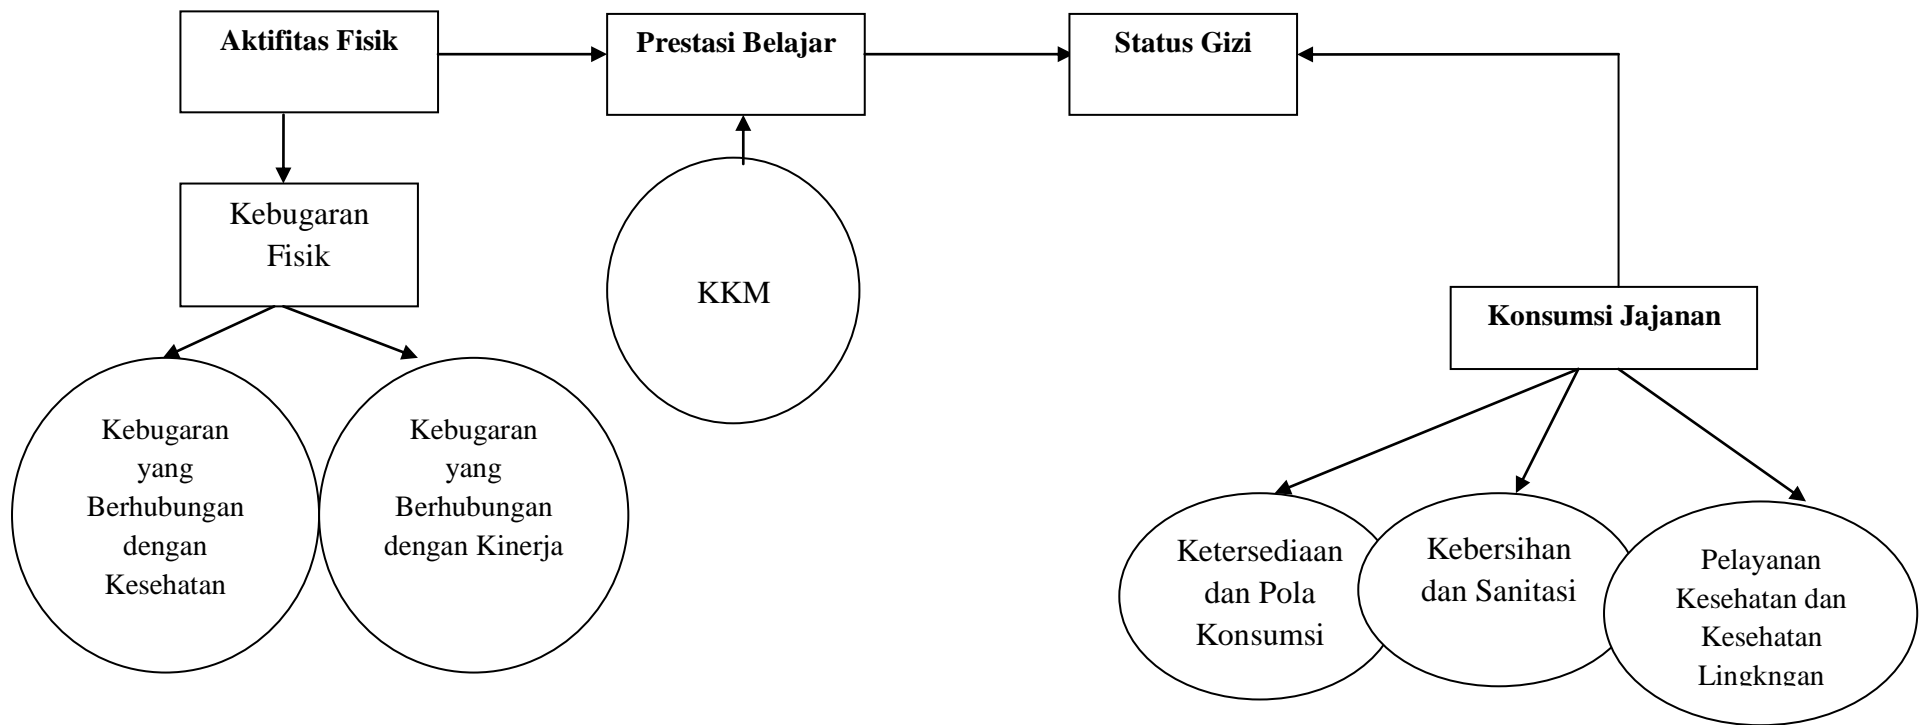 Aktifitas Fisik
Prestasi Belajar
Status Gizi
Kebugaran
Fisik
KKM
Konsumsi Jajanan
Kebugaran
yang
Berhubungan
dengan
Kesehatan
Kebugaran
yang
Berhubungan
dengan Kinerja
Ketersediaan
dan Pola
Konsumsi
Kebersihan
dan Sanitasi
Pelayanan
Kesehatan dan
Kesehatan
Lingkngan